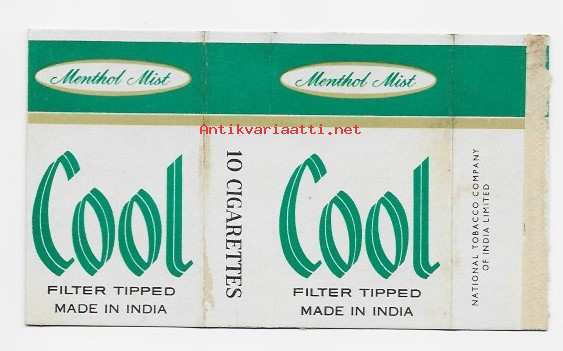 Menthol Mist
Cool
FILTER TIPPED
MADE IN INDIA
10 CIGARETTES
Menthol Mist
Cool
FILTER TIPPED
MADE IN INDIA
NATIONAL TOBACCO COMPANY
OF INDIA LIMITED
Antikvariaatti.net